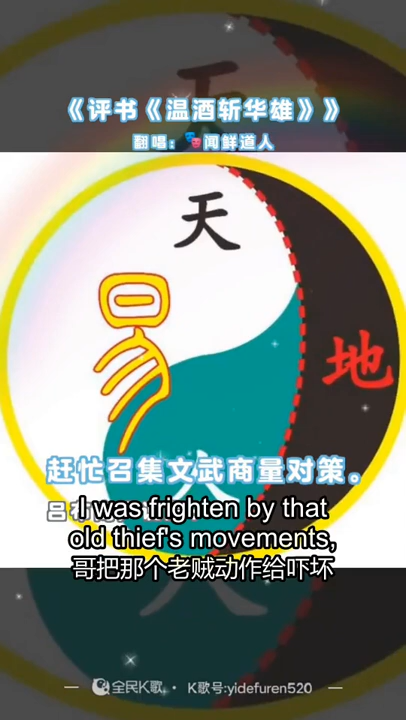 《评书《温酒斩华雄》》
翻唱：闻鲜道人
天
易
地
赶忙召集文武商量对策。
人
I was frighten by that
old thief's movements,
哥把那个老贼动作给吓坏
全民K歌 · K歌号:yidefuren520